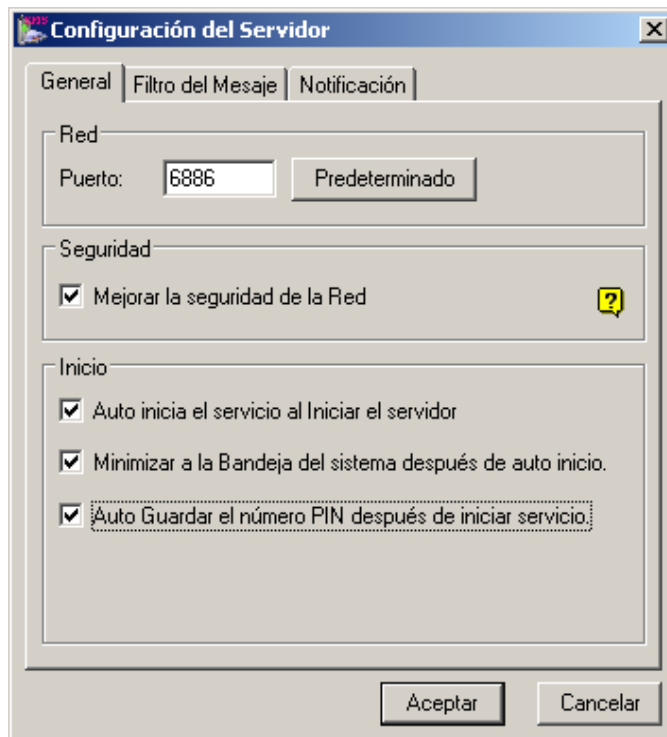 SMS
Configuración del Servidor
General Filtro del Mesaje Notificación
Red
Puerto: 6886 Predeterminado
Seguridad
Mejorar la seguridad de la Red
?
Inicio
Auto inicia el servicio al Iniciar el servidor
Minimizar a la Bandeja del sistema después de auto inicio.
Auto Guardar el número PIN después de iniciar servicio.
Aceptar Cancelar